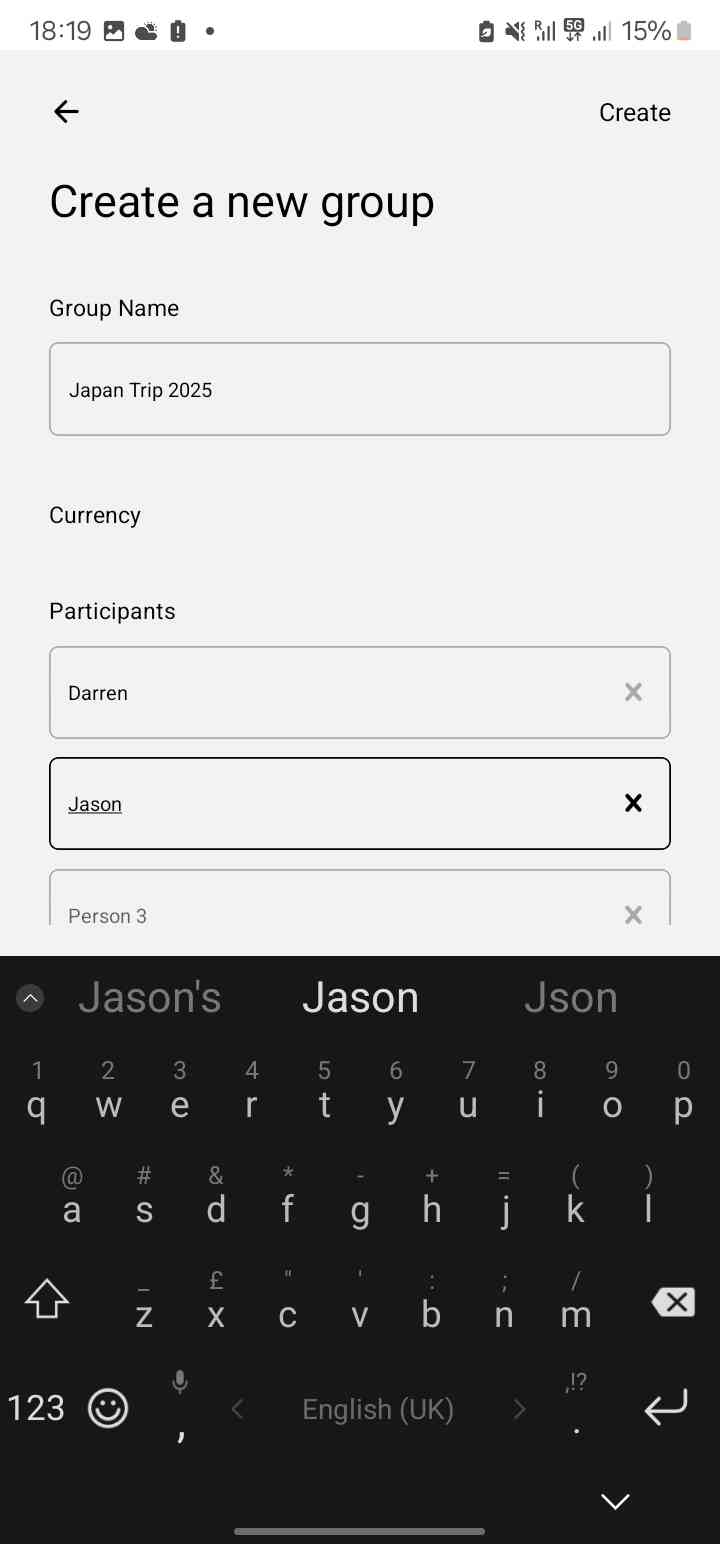 18:19 R 5G 15%
Create
Create a new group
Group Name
Japan Trip 2025
Currency
Participants
Darren
Jason
Person 3
Jason's Jason Json
1 2 3 4 5 6 7 8 9 0
q w e r t y u i o p
@ # & * - + = ( )
a s d f g h j k l
_ £ " ' : ; /
z x c v b n m
,!?
123 , < English (UK) > .